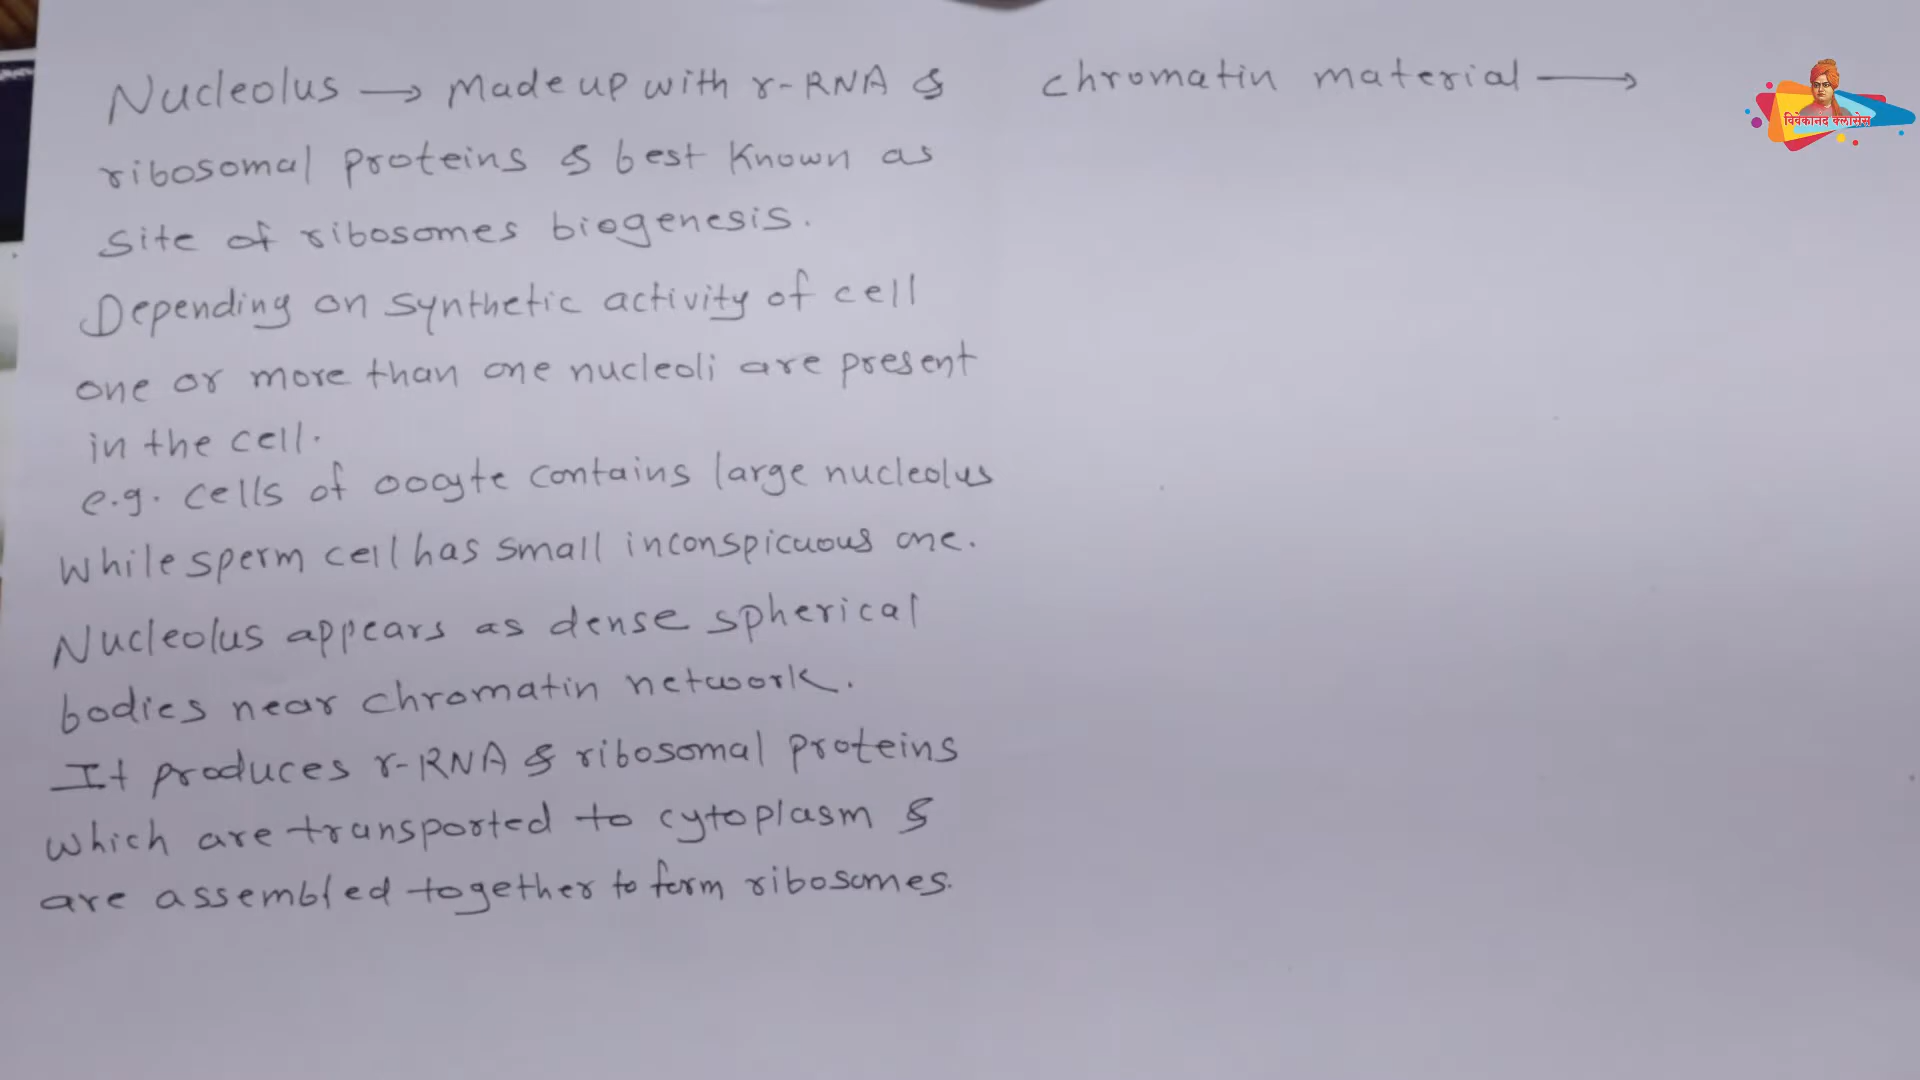 Nucleolus → Made up with r-RNA &
ribosomal proteins & best known as
site of ribosomes biogenesis.
Depending on synthetic activity of cell
one or more than one nucleoli are present
in the cell.
e.g. cells of oocyte contains large nucleolus
while sperm cell has small inconspicuous one.
Nucleolus appears as dense spherical
bodies near chromatin network.
It produces r-RNA & ribosomal proteins
which are transported to cytoplasm &
are assembled together to form ribosomes.
chromatin material →
विवेकानंद क्लासेस